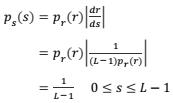 p_s(s) = p_r(r)|dr/ds|
= p_r(r)|1/((L−1)p_r(r))|
= 1/(L−1)  0 ≤ s ≤ L − 1